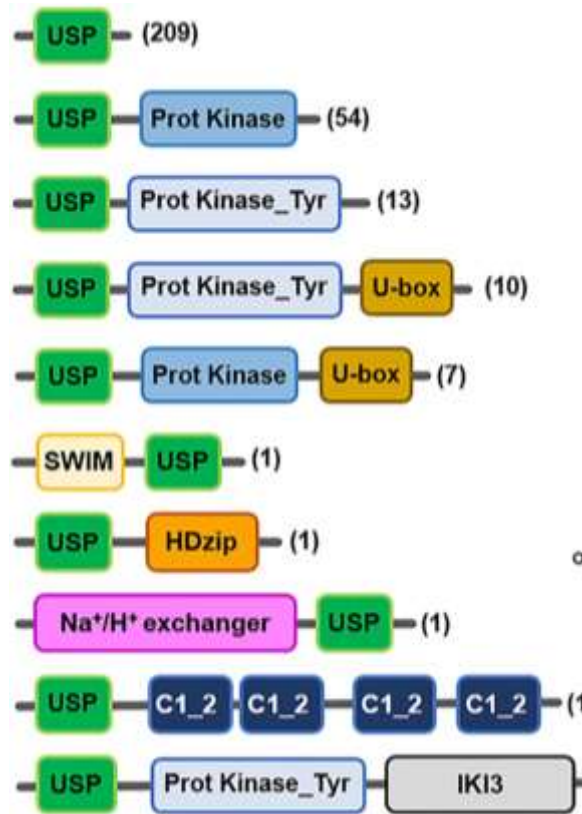 USP (209)
USP Prot Kinase (54)
USP Prot Kinase_Tyr (13)
USP Prot Kinase_Tyr U-box (10)
USP Prot Kinase U-box (7)
SWIM USP (1)
USP HDzip (1)
Na⁺/H⁺ exchanger USP (1)
USP C1_2 C1_2 C1_2 C1_2 (1
USP Prot Kinase_Tyr IKI3